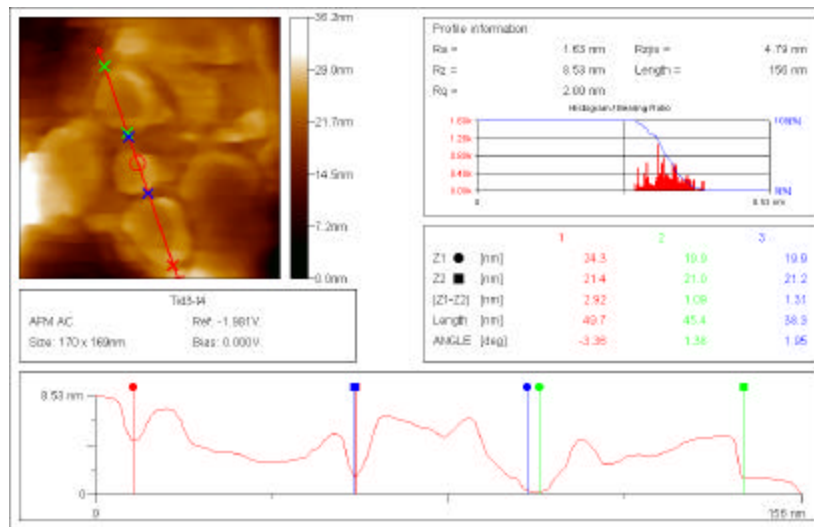 36.2nm
29.0nm
21.7nm
14.5nm
7.2nm
0.0nm
Tid3-14
AFM AC Ref: -1.981V.
Size: 170 x 169nm Bias: 0.000V.
Profile information
Ra = 1.63 nm Rzjis = 4.79 nm
Rz = 8.53 nm Length = 156 nm
Rq = 2.00 nm
Histogram / Bearing Ratio
100[%]
0[%]
0 8.53 nm
1 2 3
Z1 [nm] 24.3 19.9 19.9
Z2 [nm] 21.4 21.0 21.2
|Z1-Z2| [nm] 2.92 1.09 1.31
Length [nm] 49.7 45.4 38.3
ANGLE [deg] -3.36 1.38 1.95
8.53 nm
0
0 156 nm